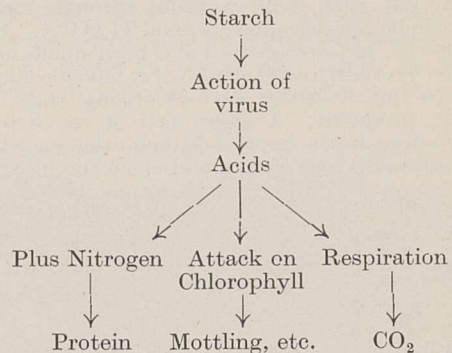 Starch
Action of
virus
Acids
Plus Nitrogen
Attack on
Chlorophyll
Respiration
Protein
Mottling, etc.
CO₂